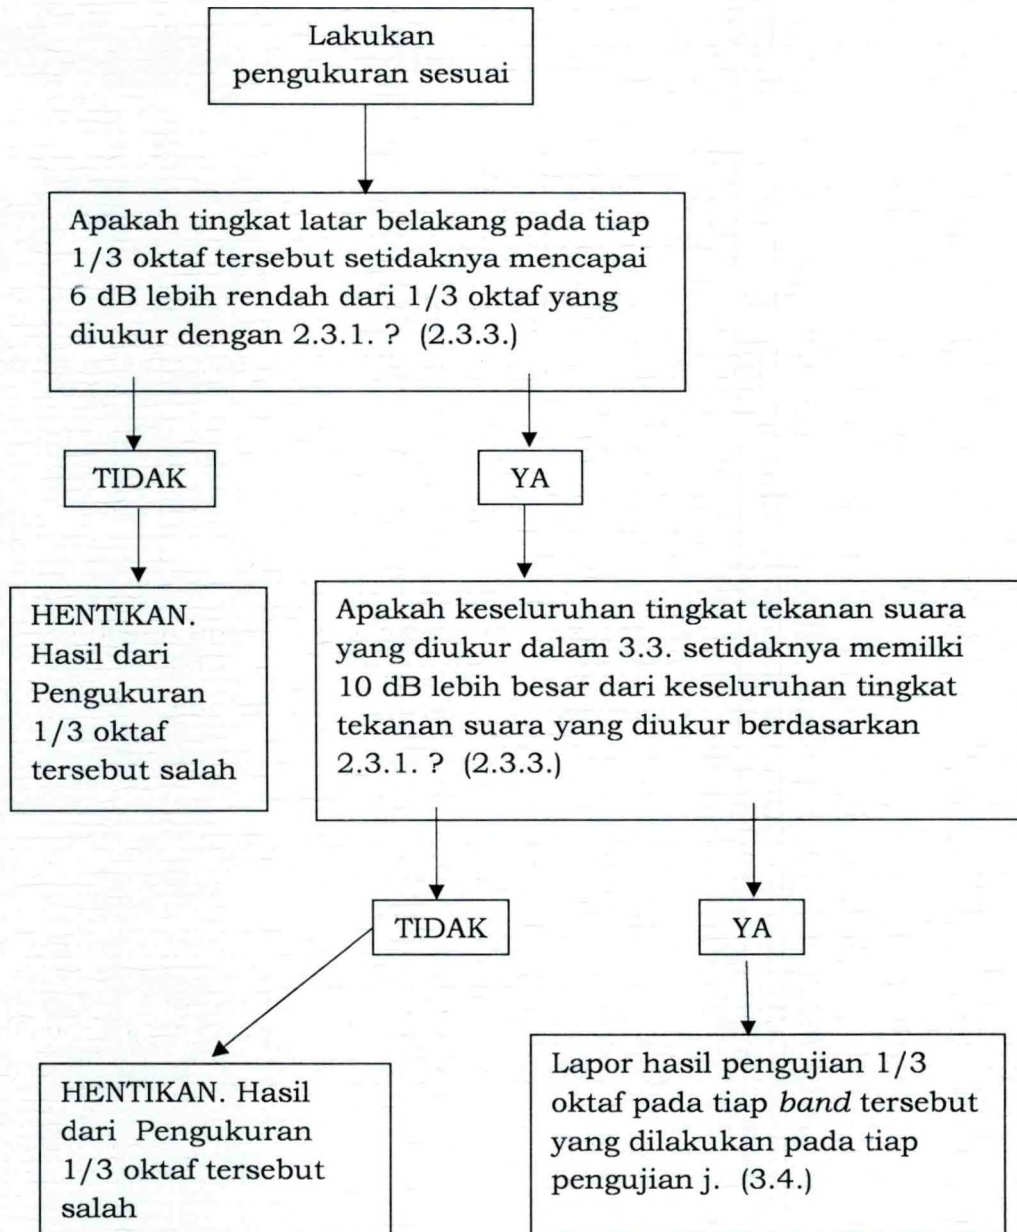 Lakukan
pengukuran sesuai
Apakah tingkat latar belakang pada tiap
1/3 oktaf tersebut setidaknya mencapai
6 dB lebih rendah dari 1/3 oktaf yang
diukur dengan 2.3.1. ? (2.3.3.)
TIDAK
YA
HENTIKAN.
Hasil dari
Pengukuran
1/3 oktaf
tersebut salah
Apakah keseluruhan tingkat tekanan suara
yang diukur dalam 3.3. setidaknya memilki
10 dB lebih besar dari keseluruhan tingkat
tekanan suara yang diukur berdasarkan
2.3.1. ? (2.3.3.)
TIDAK
YA
HENTIKAN. Hasil
dari Pengukuran
1/3 oktaf tersebut
salah
Lapor hasil pengujian 1/3
oktaf pada tiap band tersebut
yang dilakukan pada tiap
pengujian j. (3.4.)